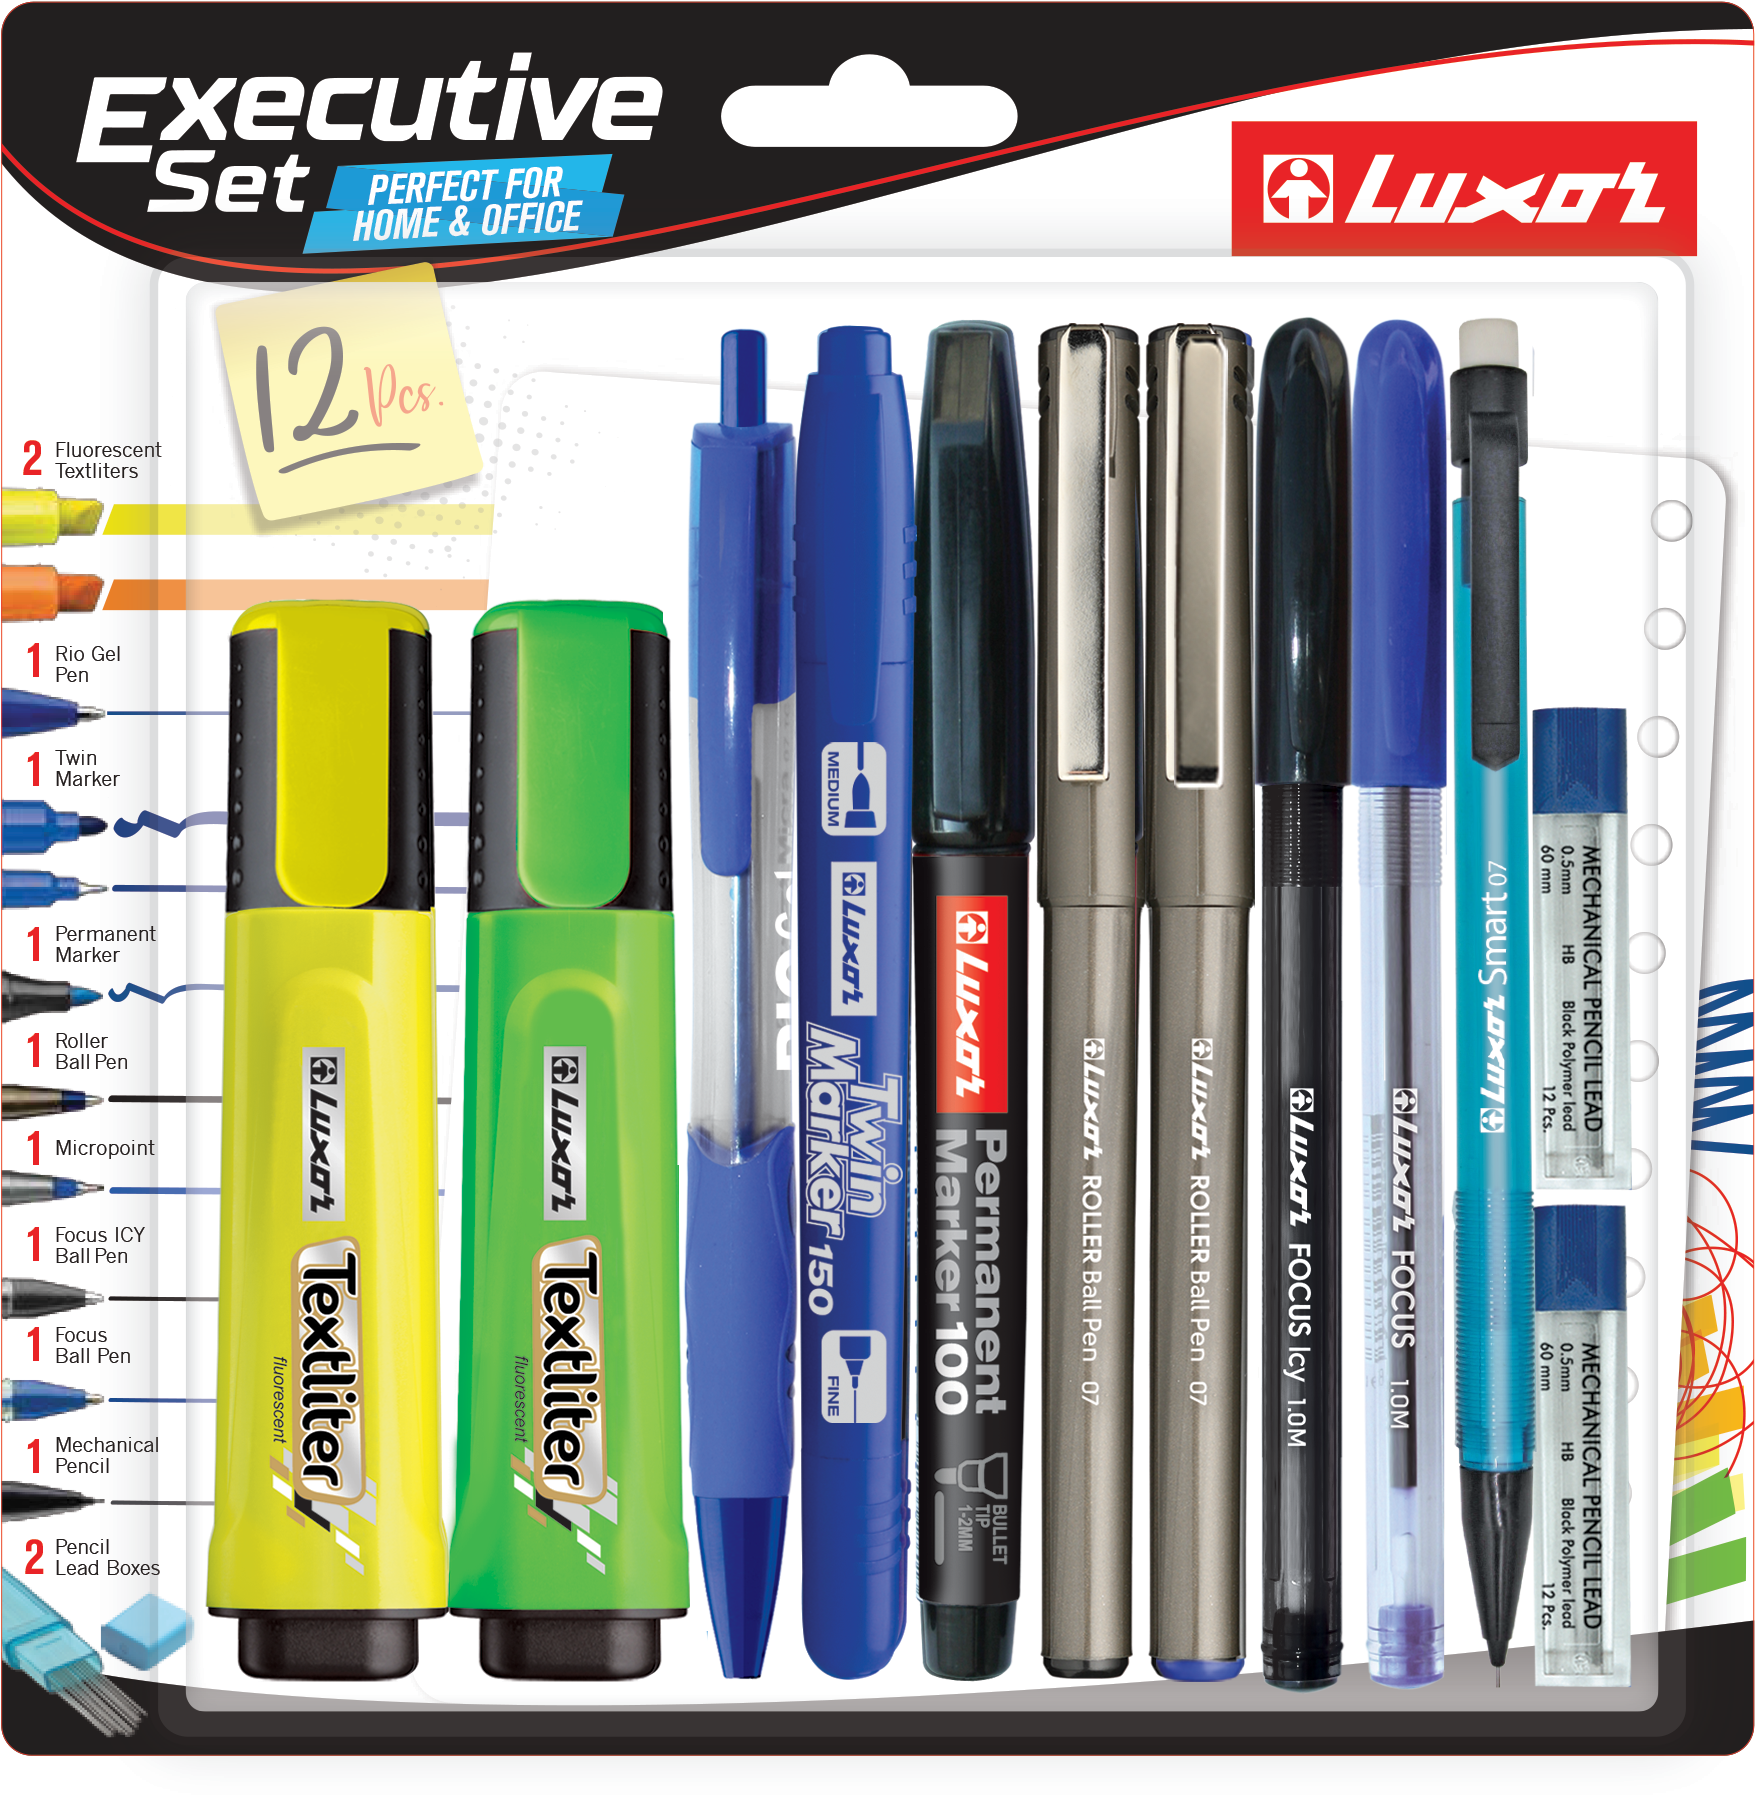 Executive
Set
PERFECT FOR
HOME & OFFICE
Luxor
12 Pcs.
2 Fluorescent
Textliters
1 Rio Gel
Pen
1 Twin
Marker
1 Permanent
Marker
1 Roller
Ball Pen
1 Micropoint
1 Focus ICY
Ball Pen
1 Focus
Ball Pen
1 Mechanical
Pencil
2 Pencil
Lead Boxes
Luxor
Textliter
fluorescent
Luxor
Textliter
fluorescent
MEDIUM
Luxor
Twin
Marker 150
FINE
Luxor
Permanent
Marker 100
BULLET
TIP
1-2MM
Luxor ROLLER Ball Pen 07
Luxor ROLLER Ball Pen 07
Luxor FOCUS Icy 1.0M
Luxor FOCUS 1.0M
Luxor Smart 07
MECHANICAL PENCIL LEAD
0.5mm HB Black Polymer lead
60 mm 12 Pcs.
MECHANICAL PENCIL LEAD
0.5mm HB Black Polymer lead
60 mm 12 Pcs.